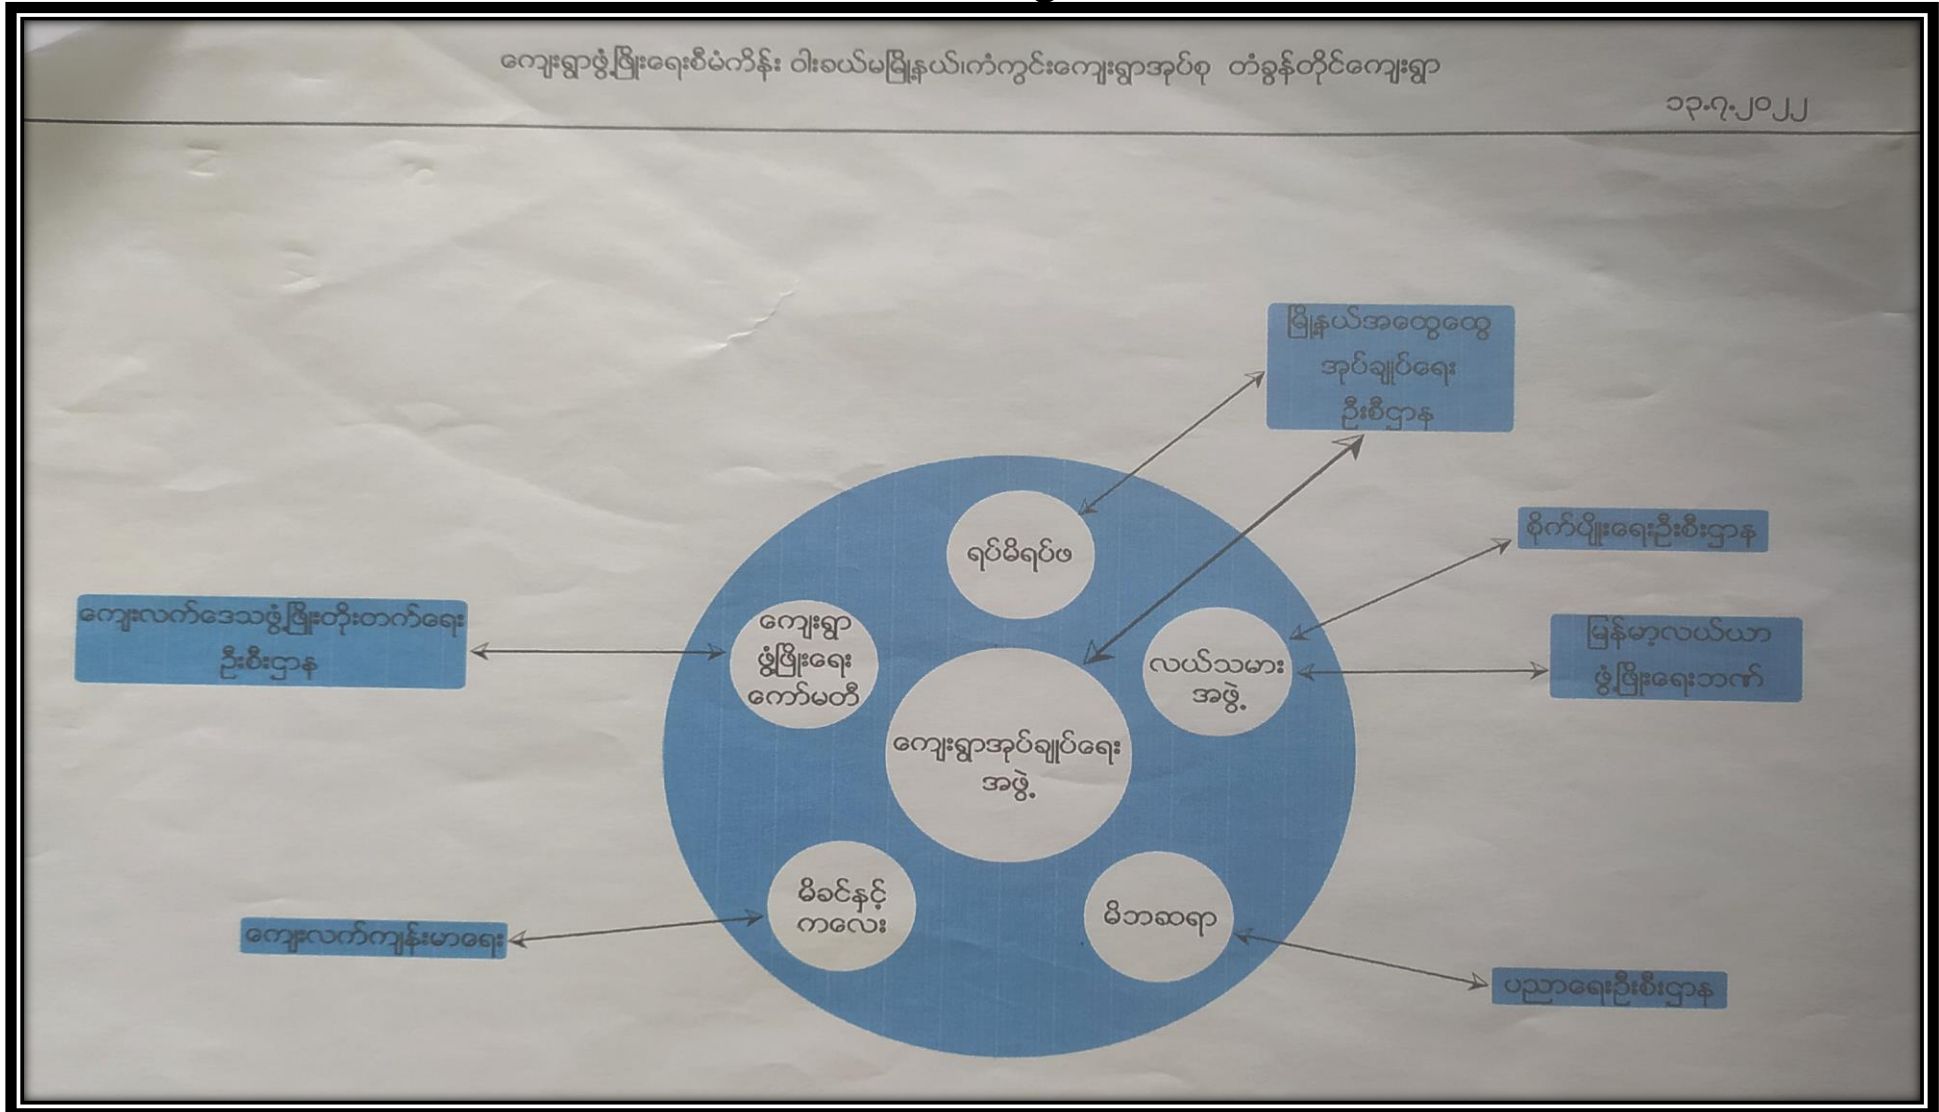 ကျေးရွာဖွံ့ဖြိုးရေးစီမံကိန်း ဝါးခယ်မမြို့နယ်၊ကံကွင်းကျေးရွာအုပ်စု တံခွန်တိုင်ကျေးရွာ
၁၃.၇.၂၀၂၂
မြို့နယ်အထွေထွေ
အုပ်ချုပ်ရေး
ဦးစီဌာန
ရပ်မိရပ်ဖ
စိုက်ပျိုးရေးဦးစီးဌာန
ကျေးလက်ဒေသဖွံ့ဖြိုးတိုးတက်ရေး
ဦးစီးဌာန
ကျေးရွာ
ဖွံ့ဖြိုးရေး
ကော်မတီ
လယ်သမား
အဖွဲ့
မြန်မာ့လယ်ယာ
ဖွံ့ဖြိုးရေးဘဏ်
ကျေးရွာအုပ်ချုပ်ရေး
အဖွဲ့
မိခင်နှင့်
ကလေး
မိဘဆရာ
ကျေးလက်ကျန်းမာရေး
ပညာရေးဦးစီးဌာန